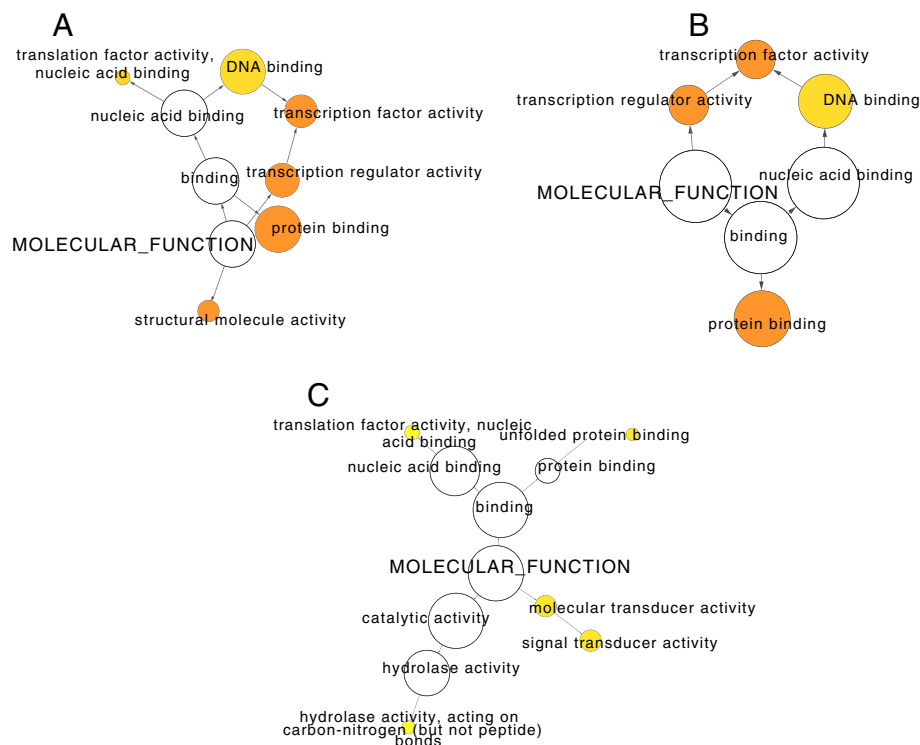 A
translation factor activity,
nucleic acid binding
DNA binding
nucleic acid binding
transcription factor activity
binding
transcription regulator activity
protein binding
MOLECULAR_FUNCTION
structural molecule activity
B
transcription factor activity
transcription regulator activity
DNA binding
nucleic acid binding
MOLECULAR_FUNCTION
binding
protein binding
C
translation factor activity, nucleic
acid binding
unfolded protein binding
nucleic acid binding
protein binding
binding
MOLECULAR_FUNCTION
catalytic activity
molecular transducer activity
signal transducer activity
hydrolase activity
hydrolase activity, acting on
carbon-nitrogen (but not peptide)
bonds